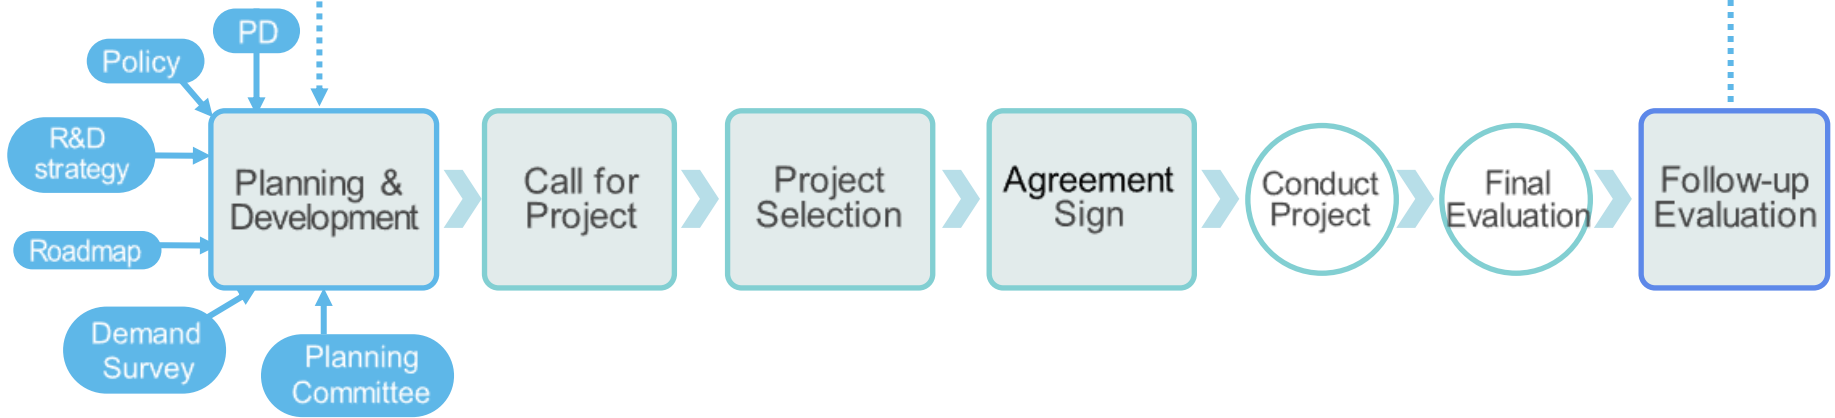 PD
Policy
R&D
strategy
Roadmap
Demand
Survey
Planning
Committee
Planning &
Development
Call for
Project
Project
Selection
Agreement
Sign
Conduct
Project
Final
Evaluation
Follow-up
Evaluation